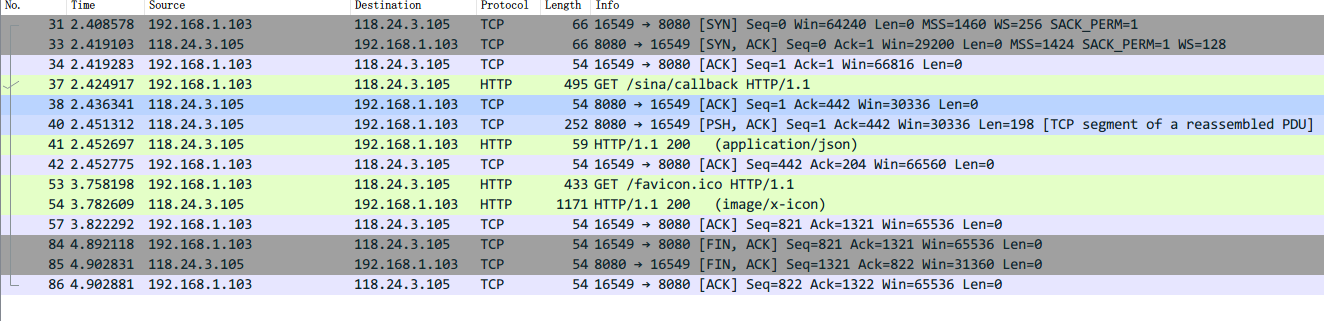 No. Time Source Destination Protocol Length Info
31 2.408578 192.168.1.103 118.24.3.105 TCP 66 16549 → 8080 [SYN] Seq=0 Win=64240 Len=0 MSS=1460 WS=256 SACK_PERM=1
33 2.419103 118.24.3.105 192.168.1.103 TCP 66 8080 → 16549 [SYN, ACK] Seq=0 Ack=1 Win=29200 Len=0 MSS=1424 SACK_PERM=1 WS=128
34 2.419283 192.168.1.103 118.24.3.105 TCP 54 16549 → 8080 [ACK] Seq=1 Ack=1 Win=66816 Len=0
37 2.424917 192.168.1.103 118.24.3.105 HTTP 495 GET /sina/callback HTTP/1.1
38 2.436341 118.24.3.105 192.168.1.103 TCP 54 8080 → 16549 [ACK] Seq=1 Ack=442 Win=30336 Len=0
40 2.451312 118.24.3.105 192.168.1.103 TCP 252 8080 → 16549 [PSH, ACK] Seq=1 Ack=442 Win=30336 Len=198 [TCP segment of a reassembled PDU]
41 2.452697 118.24.3.105 192.168.1.103 HTTP 59 HTTP/1.1 200 (application/json)
42 2.452775 192.168.1.103 118.24.3.105 TCP 54 16549 → 8080 [ACK] Seq=442 Ack=204 Win=66560 Len=0
53 3.758198 192.168.1.103 118.24.3.105 HTTP 433 GET /favicon.ico HTTP/1.1
54 3.782609 118.24.3.105 192.168.1.103 HTTP 1171 HTTP/1.1 200 (image/x-icon)
57 3.822292 192.168.1.103 118.24.3.105 TCP 54 16549 → 8080 [ACK] Seq=821 Ack=1321 Win=65536 Len=0
84 4.892118 192.168.1.103 118.24.3.105 TCP 54 16549 → 8080 [FIN, ACK] Seq=821 Ack=1321 Win=65536 Len=0
85 4.902831 118.24.3.105 192.168.1.103 TCP 54 8080 → 16549 [FIN, ACK] Seq=1321 Ack=822 Win=31360 Len=0
86 4.902881 192.168.1.103 118.24.3.105 TCP 54 16549 → 8080 [ACK] Seq=822 Ack=1322 Win=65536 Len=0